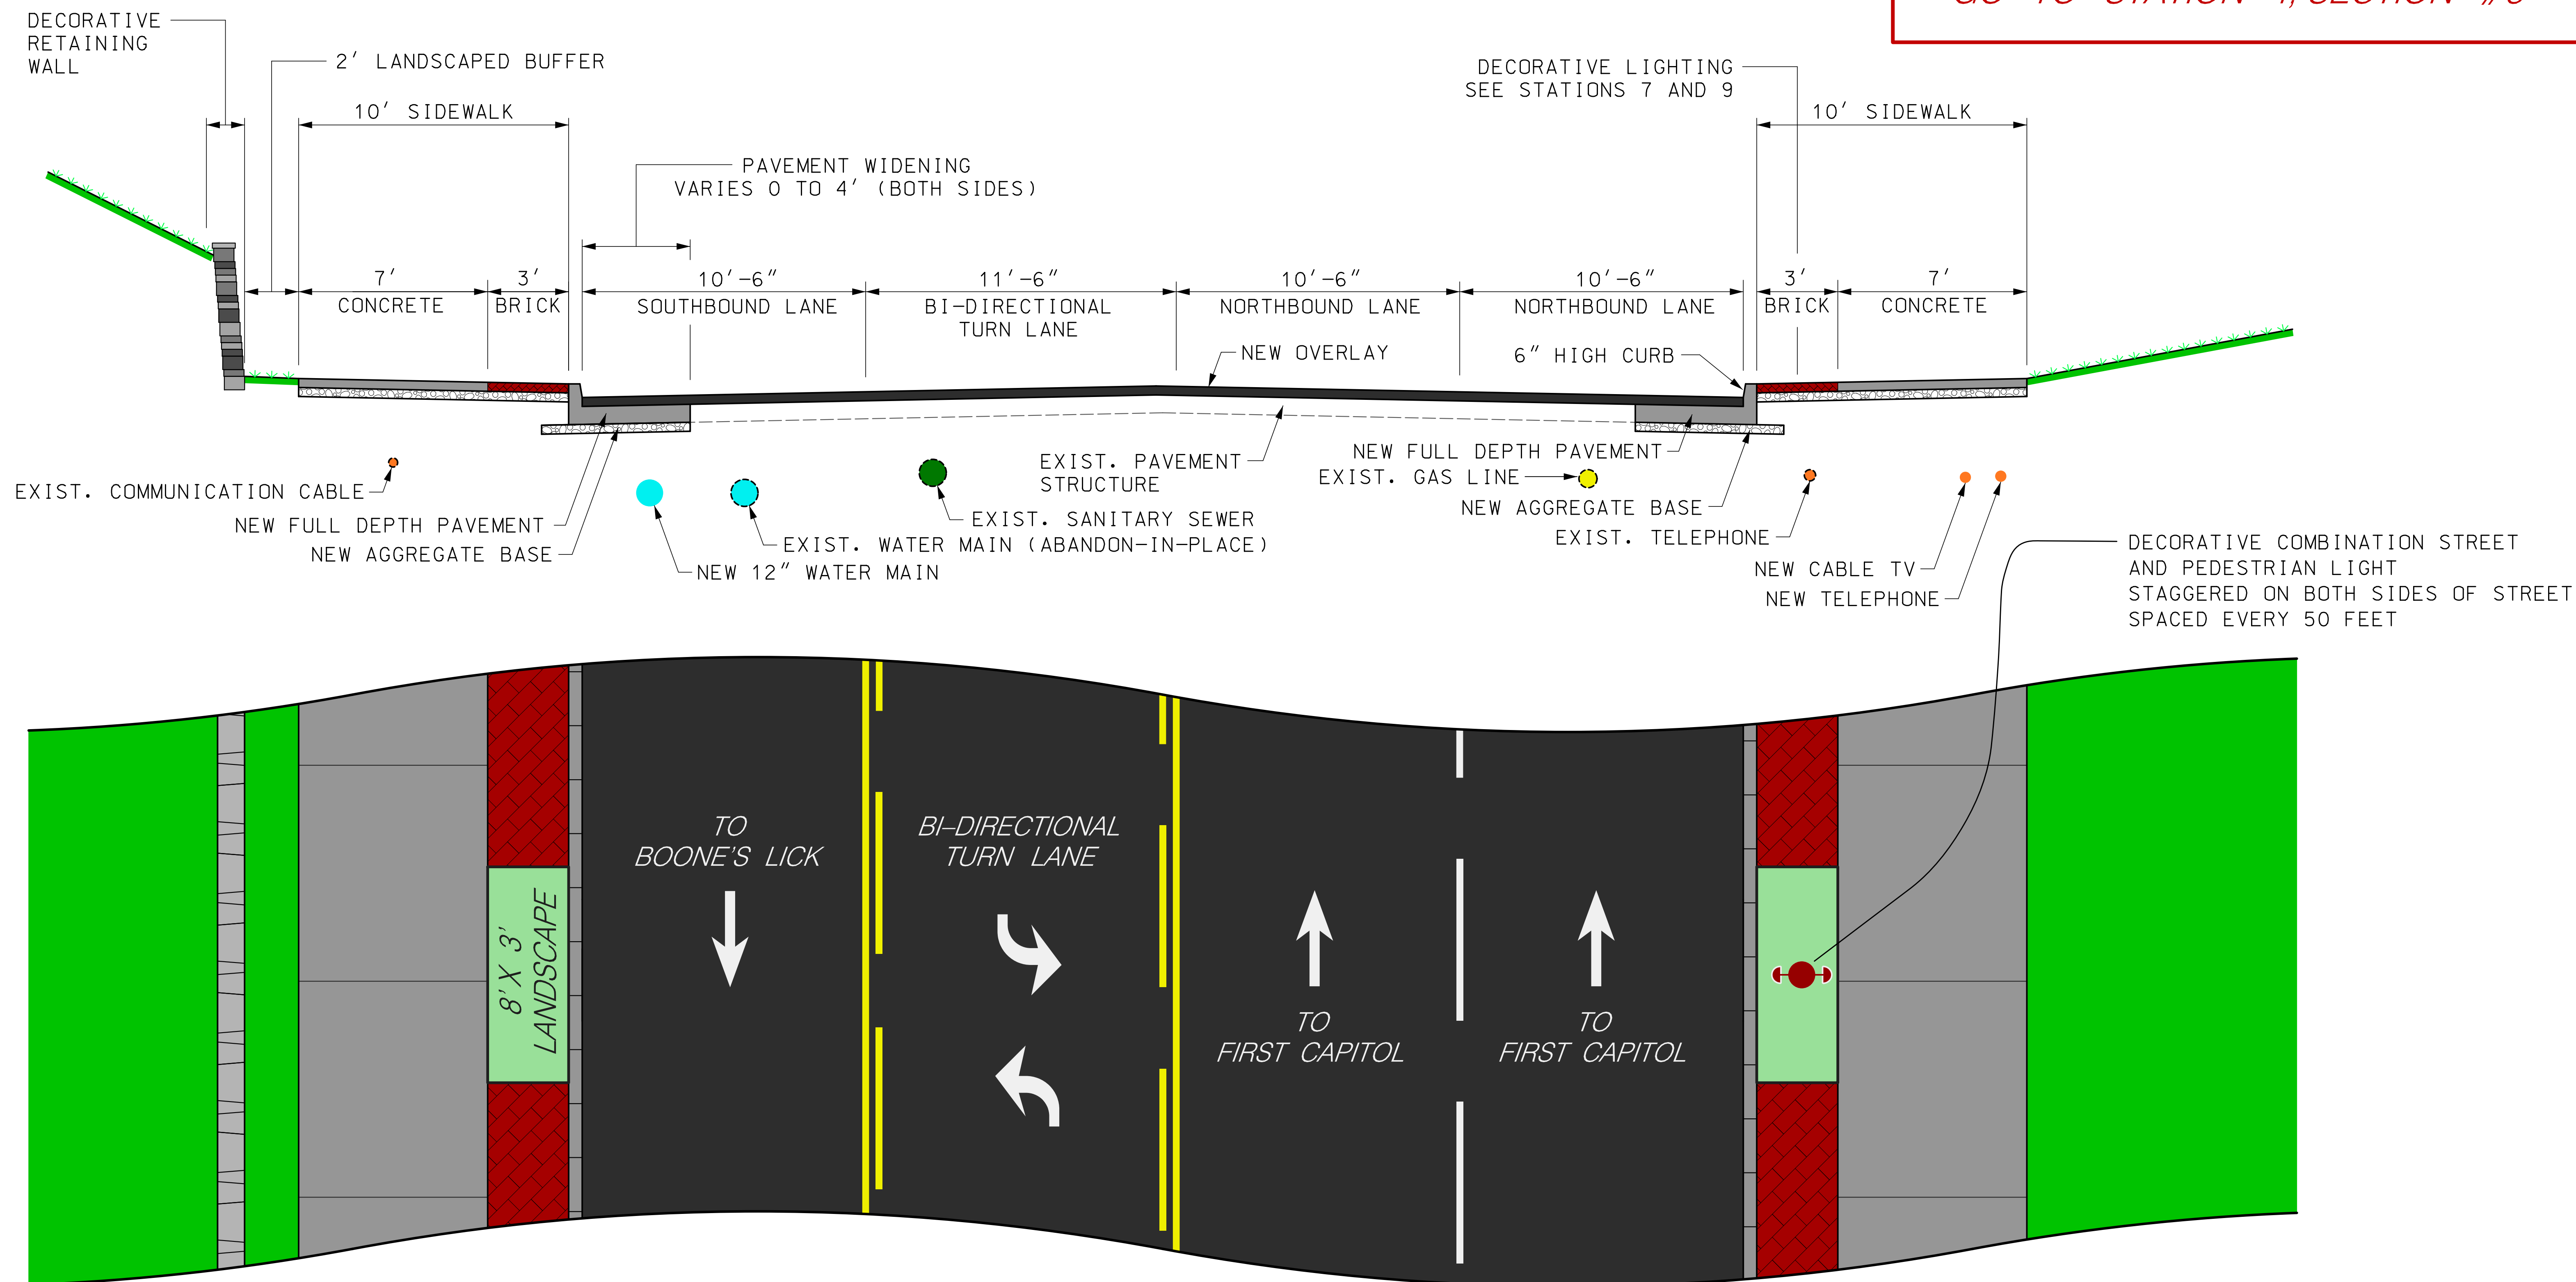 GO TO STATION
DECORATIVE
RETAINING
WALL
2' LANDSCAPED BUFFER
10' SIDEWALK
DECORATIVE LIGHTING
SEE STATIONS 7 AND 9
10' SIDEWALK
PAVEMENT WIDENING
VARIES 0 TO 4' (BOTH SIDES)
7'
CONCRETE
3'
BRICK
10'-6"
SOUTHBOUND LANE
11'-6"
BI-DIRECTIONAL
TURN LANE
10'-6"
NORTHBOUND LANE
10'-6"
NORTHBOUND LANE
3'
BRICK
7'
CONCRETE
NEW OVERLAY
6" HIGH CURB
EXIST. COMMUNICATION CABLE
NEW FULL DEPTH PAVEMENT
NEW AGGREGATE BASE
NEW 12" WATER MAIN
EXIST. WATER MAIN (ABANDON-IN-PLACE)
EXIST. SANITARY SEWER
EXIST. PAVEMENT
STRUCTURE
NEW FULL DEPTH PAVEMENT
EXIST. GAS LINE
NEW AGGREGATE BASE
EXIST. TELEPHONE
NEW CABLE TV
NEW TELEPHONE
DECORATIVE COMBINATION STREET
AND PEDESTRIAN LIGHT
STAGGERED ON BOTH SIDES OF STREET
SPACED EVERY 50 FEET
8' X 3'
LANDSCAPE
TO
BOONE'S LICK
BI-DIRECTIONAL
TURN LANE
TO
FIRST CAPITOL
TO
FIRST CAPITOL